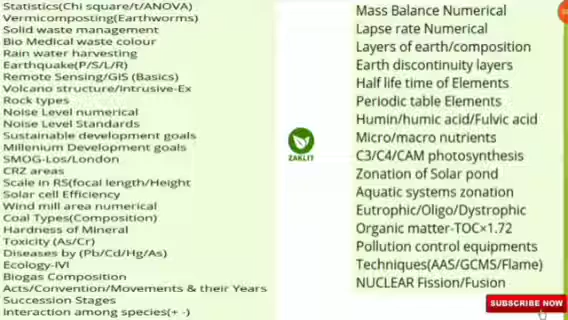 Statistics(Chi square/t/ANOVA)
Vermicomposting(Earthworms)
Solid waste management
Bio Medical waste colour
Rain water harvesting
Earthquake(P/S/L/R)
Remote Sensing/GIS (Basics)
Volcano structure/Intrusive-Ex
Rock types
Noise Level numerical
Noise Level Standards
Sustainable development goals
Millenium Development goals
SMOG-Los/London
CRZ areas
Scale in RS(focal length/Height
Solar cell Efficiency
Wind mill area numerical
Coal Types(Composition)
Hardness of Mineral
Toxicity (As/Cr)
Diseases by (Pb/Cd/Hg/As)
Ecology-IVI
Biogas Composition
Acts/Convention/Movements & their Years
Succession Stages
Interaction among species(+ -)
ZAKLIT
Mass Balance Numerical
Lapse rate Numerical
Layers of earth/composition
Earth discontinuity layers
Half life time of Elements
Periodic table Elements
Humin/humic acid/Fulvic acid
Micro/macro nutrients
C3/C4/CAM photosynthesis
Zonation of Solar pond
Aquatic systems zonation
Eutrophic/Oligo/Dystrophic
Organic matter-TOC×1.72
Pollution control equipments
Techniques(AAS/GCMS/Flame)
NUCLEAR Fission/Fusion
SUBSCRIBE NOW